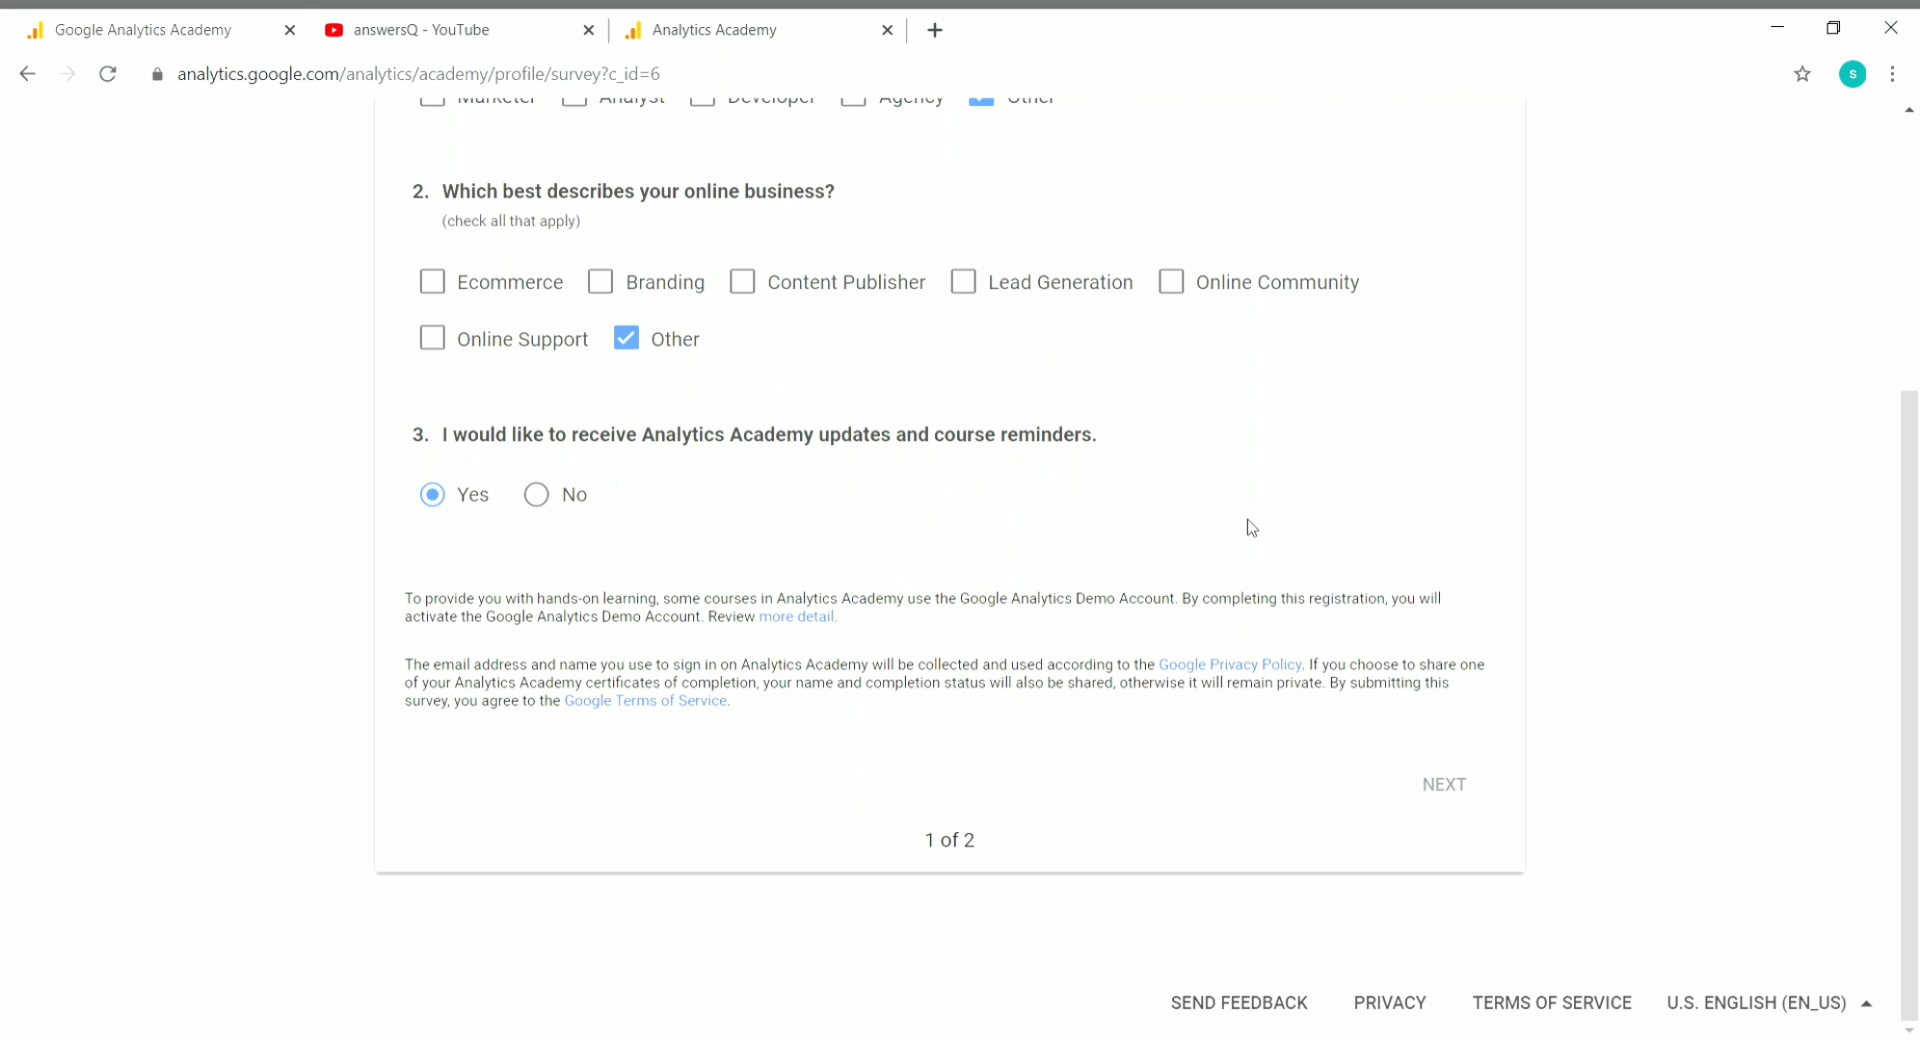 Google Analytics Academy
answersQ - YouTube
Analytics Academy
analytics.google.com/analytics/academy/profile/survey?c_id=6
S
Marketer Analyst Developer Agency Other
2. Which best describes your online business?
(check all that apply)
Ecommerce Branding Content Publisher Lead Generation Online Community
Online Support Other
3. I would like to receive Analytics Academy updates and course reminders.
Yes No
To provide you with hands-on learning, some courses in Analytics Academy use the Google Analytics Demo Account. By completing this registration, you will
activate the Google Analytics Demo Account. Review more detail.
The email address and name you use to sign in on Analytics Academy will be collected and used according to the Google Privacy Policy. If you choose to share one
of your Analytics Academy certificates of completion, your name and completion status will also be shared, otherwise it will remain private. By submitting this
survey, you agree to the Google Terms of Service.
NEXT
1 of 2
SEND FEEDBACK PRIVACY TERMS OF SERVICE U.S. ENGLISH (EN_US)